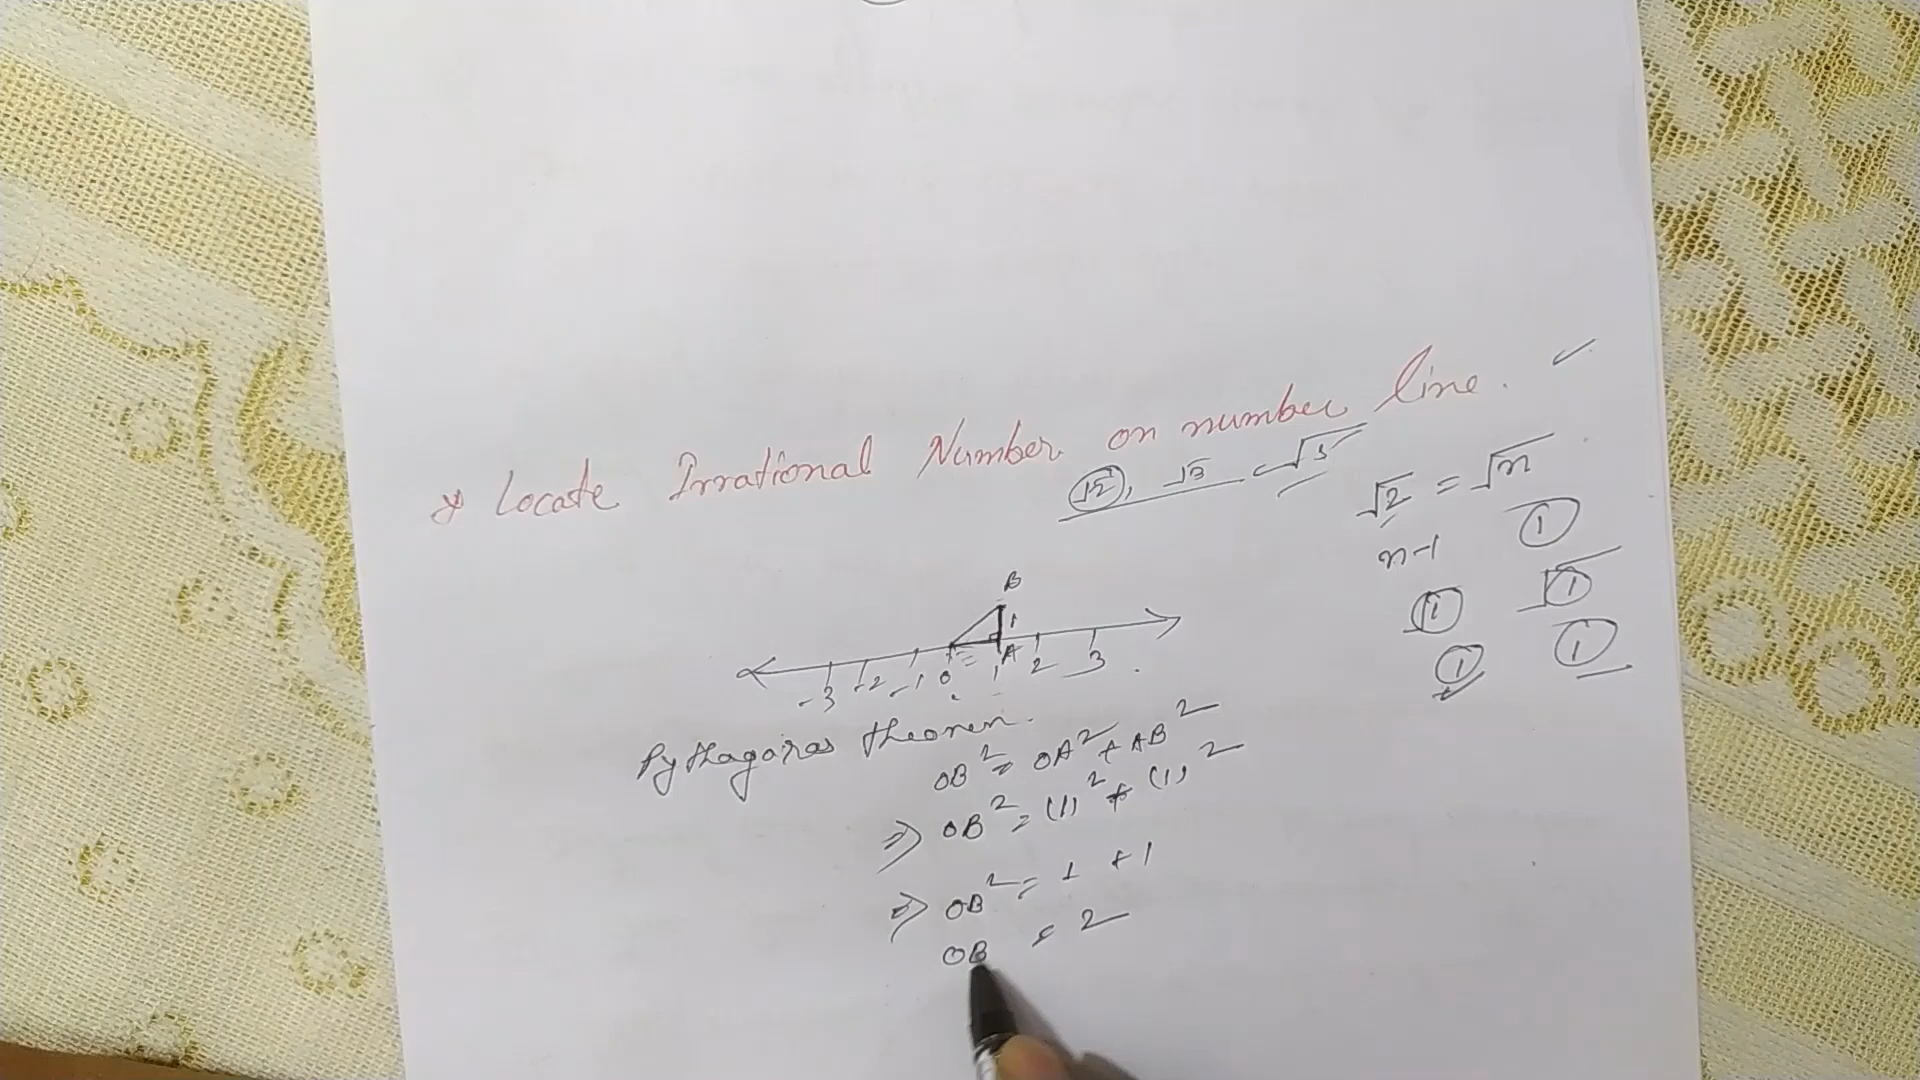 * Locate Irrational Number on number line.
√2, √3 √5
√2 = √n
n-1 1
√1 √1
1 1
B
1
A
-3 -2 -1 0 1 2 3
Pythagoras theorem.
OB² = OA² + AB²
⇒ OB² = (1)² + (1)²
⇒ OB² = 1 + 1
OB = 2